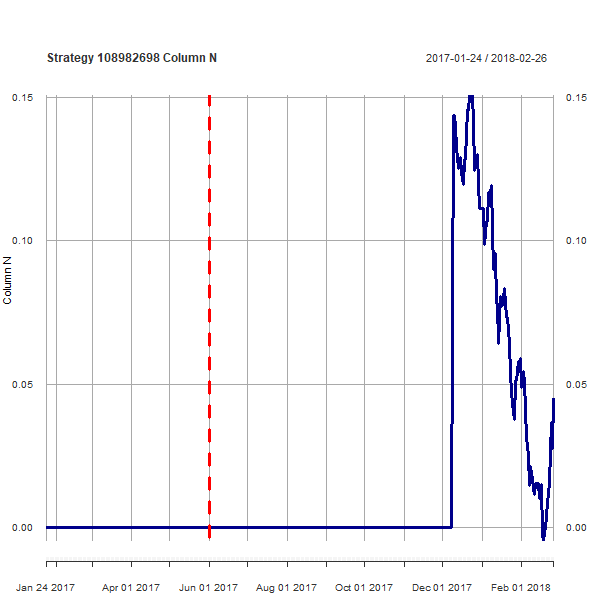 Strategy 108982698 Column N
2017-01-24 / 2018-02-26
0.15
0.15
0.10
0.10
Column N
0.05
0.05
0.00
0.00
Jan 24 2017
Apr 01 2017
Jun 01 2017
Aug 01 2017
Oct 01 2017
Dec 01 2017
Feb 01 2018